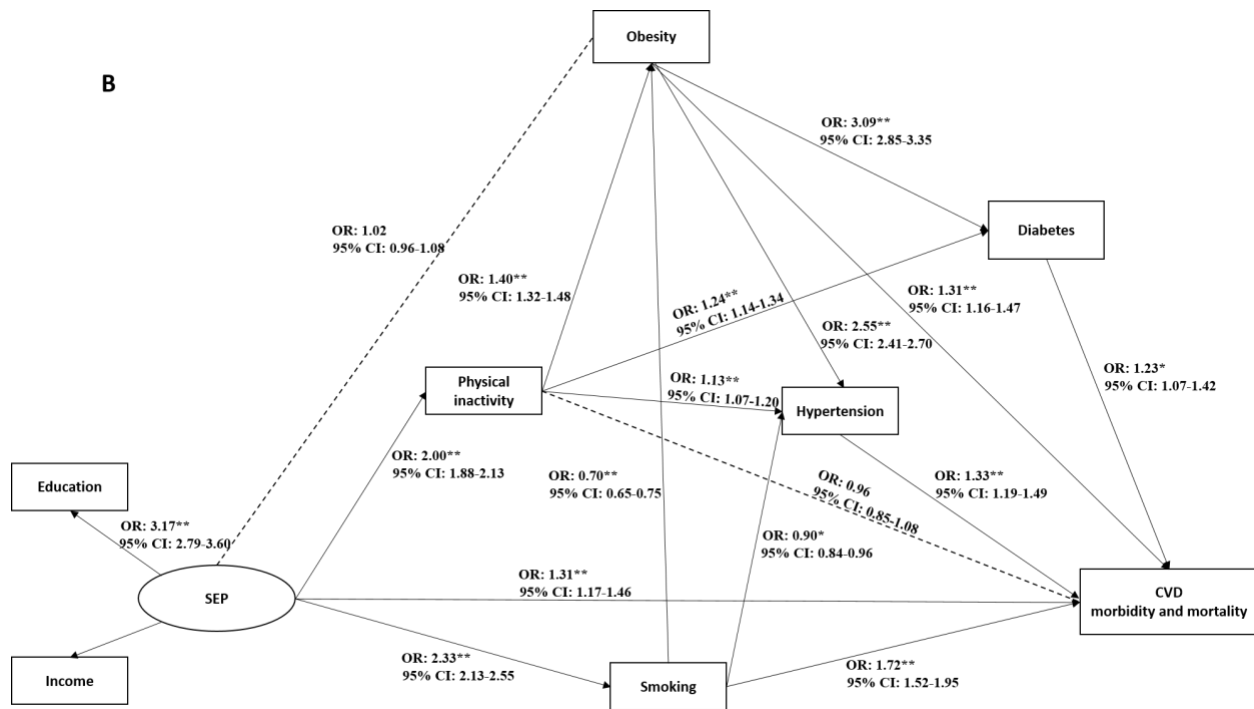 Obesity
B
OR: 3.09**
95% CI: 2.85-3.35
Diabetes
OR: 1.02
95% CI: 0.96-1.08
OR: 1.40**
95% CI: 1.32-1.48
OR: 1.24**
95% CI: 1.14-1.34
OR: 1.31**
95% CI: 1.16-1.47
OR: 2.55**
95% CI: 2.41-2.70
OR: 1.23*
95% CI: 1.07-1.42
Physical
inactivity
OR: 1.13**
95% CI: 1.07-1.20
Hypertension
OR: 2.00**
95% CI: 1.88-2.13
OR: 0.70**
95% CI: 0.65-0.75
OR: 0.96
95% CI: 0.85-1.08
OR: 1.33**
95% CI: 1.19-1.49
Education
OR: 3.17**
95% CI: 2.79-3.60
OR: 0.90*
95% CI: 0.84-0.96
SEP
OR: 1.31**
95% CI: 1.17-1.46
CVD
morbidity and mortality
Income
OR: 2.33**
95% CI: 2.13-2.55
Smoking
OR: 1.72**
95% CI: 1.52-1.95